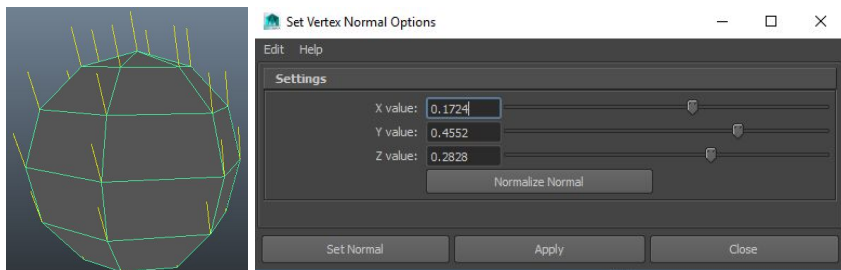 Set Vertex Normal Options
Edit Help
Settings
X value: 0.1724
Y value: 0.4552
Z value: 0.2828
Normalize Normal
Set Normal Apply Close